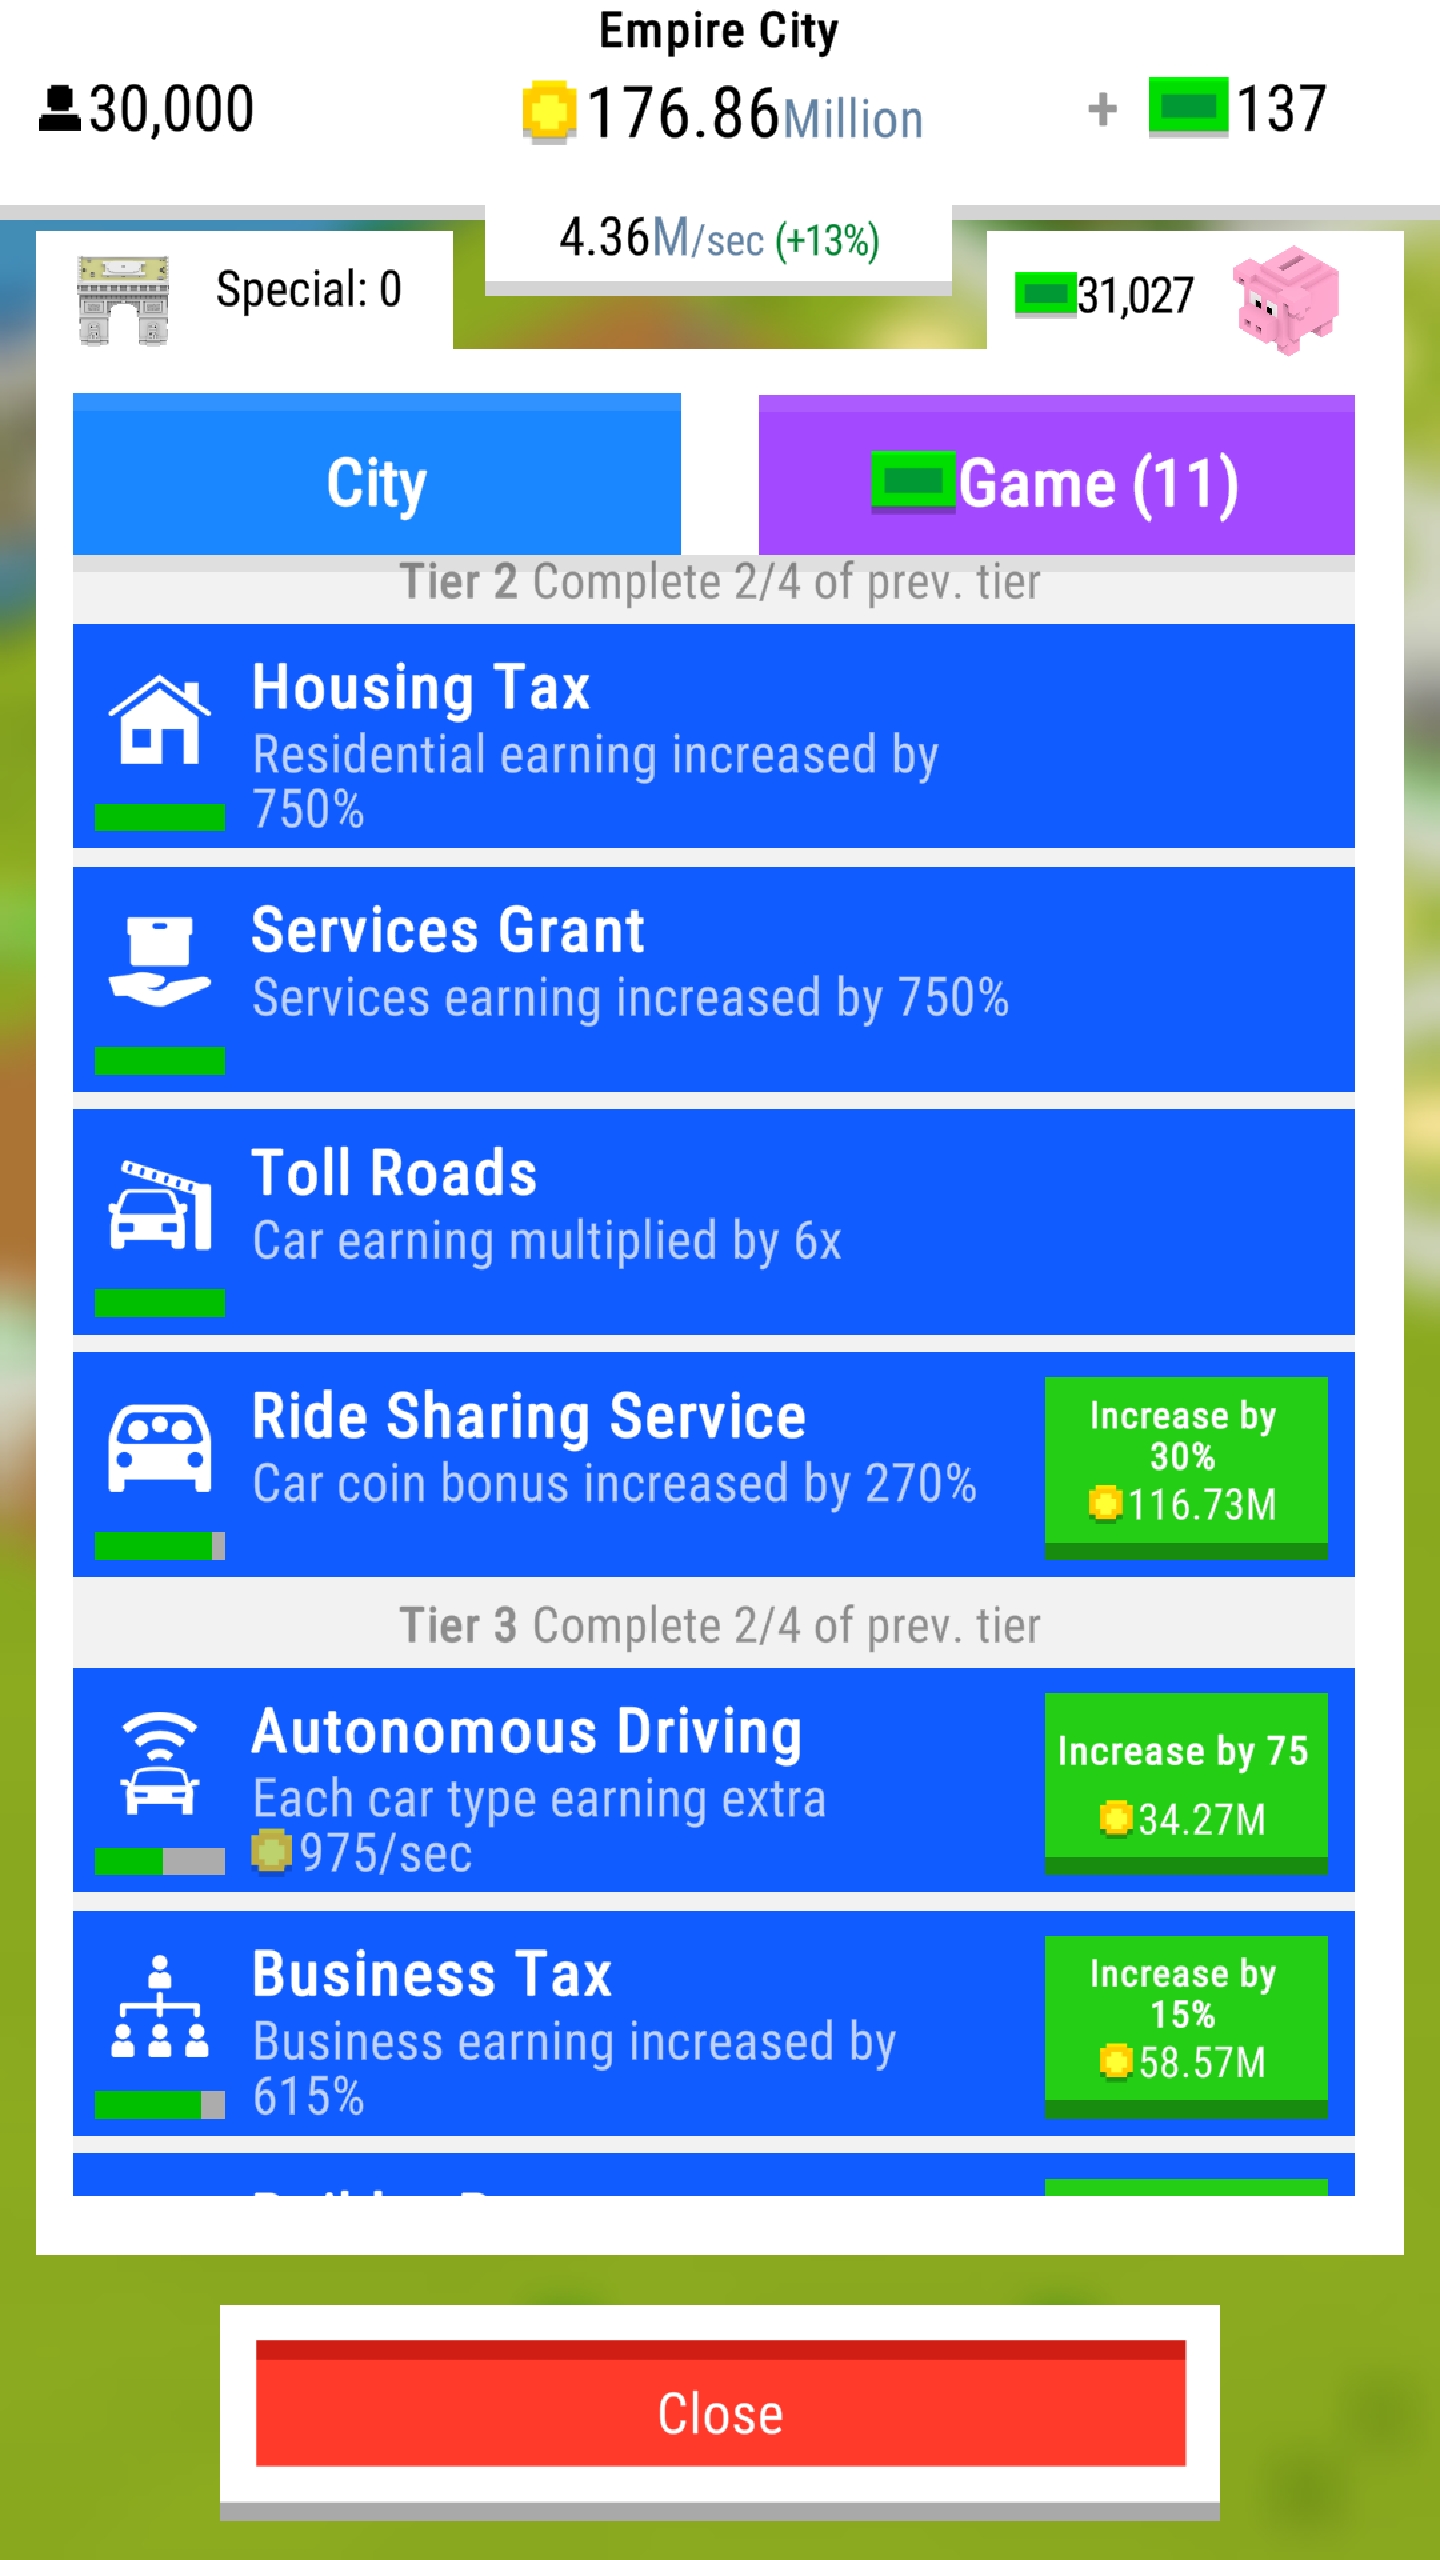 Empire City
30,000
176.86Million
+ 137
4.36M/sec (+13%)
Special: 0
31,027
City
Game (11)
Tier 2 Complete 2/4 of prev. tier
Housing Tax
Residential earning increased by
750%
Services Grant
Services earning increased by 750%
Toll Roads
Car earning multiplied by 6x
Ride Sharing Service
Car coin bonus increased by 270%
Increase by
30%
116.73M
Tier 3 Complete 2/4 of prev. tier
Autonomous Driving
Each car type earning extra
975/sec
Increase by 75
34.27M
Business Tax
Business earning increased by
615%
Increase by
15%
58.57M
Close